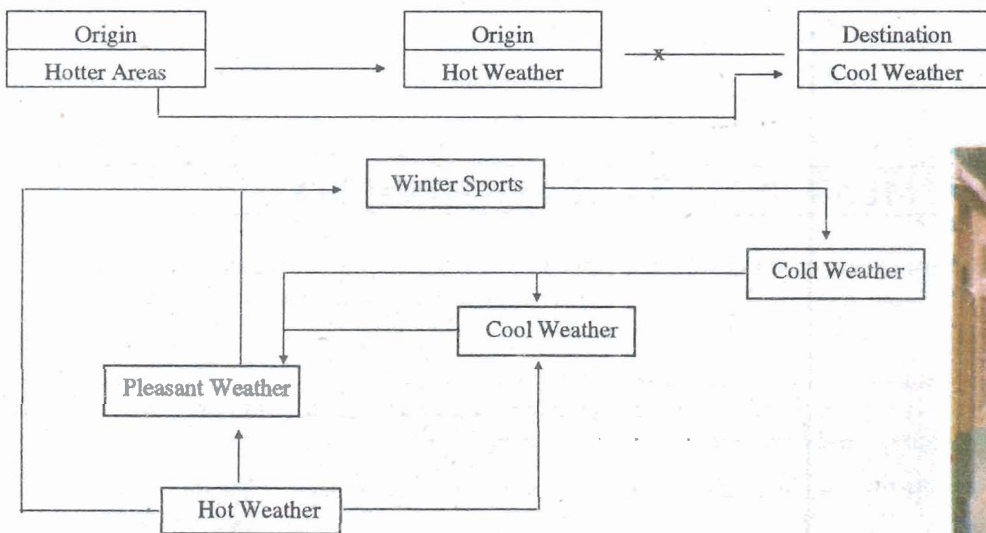 Origin
Hotter Areas
Origin
Hot Weather
x
Destination
Cool Weather
Winter Sports
Cold Weather
Cool Weather
Pleasant Weather
Hot Weather